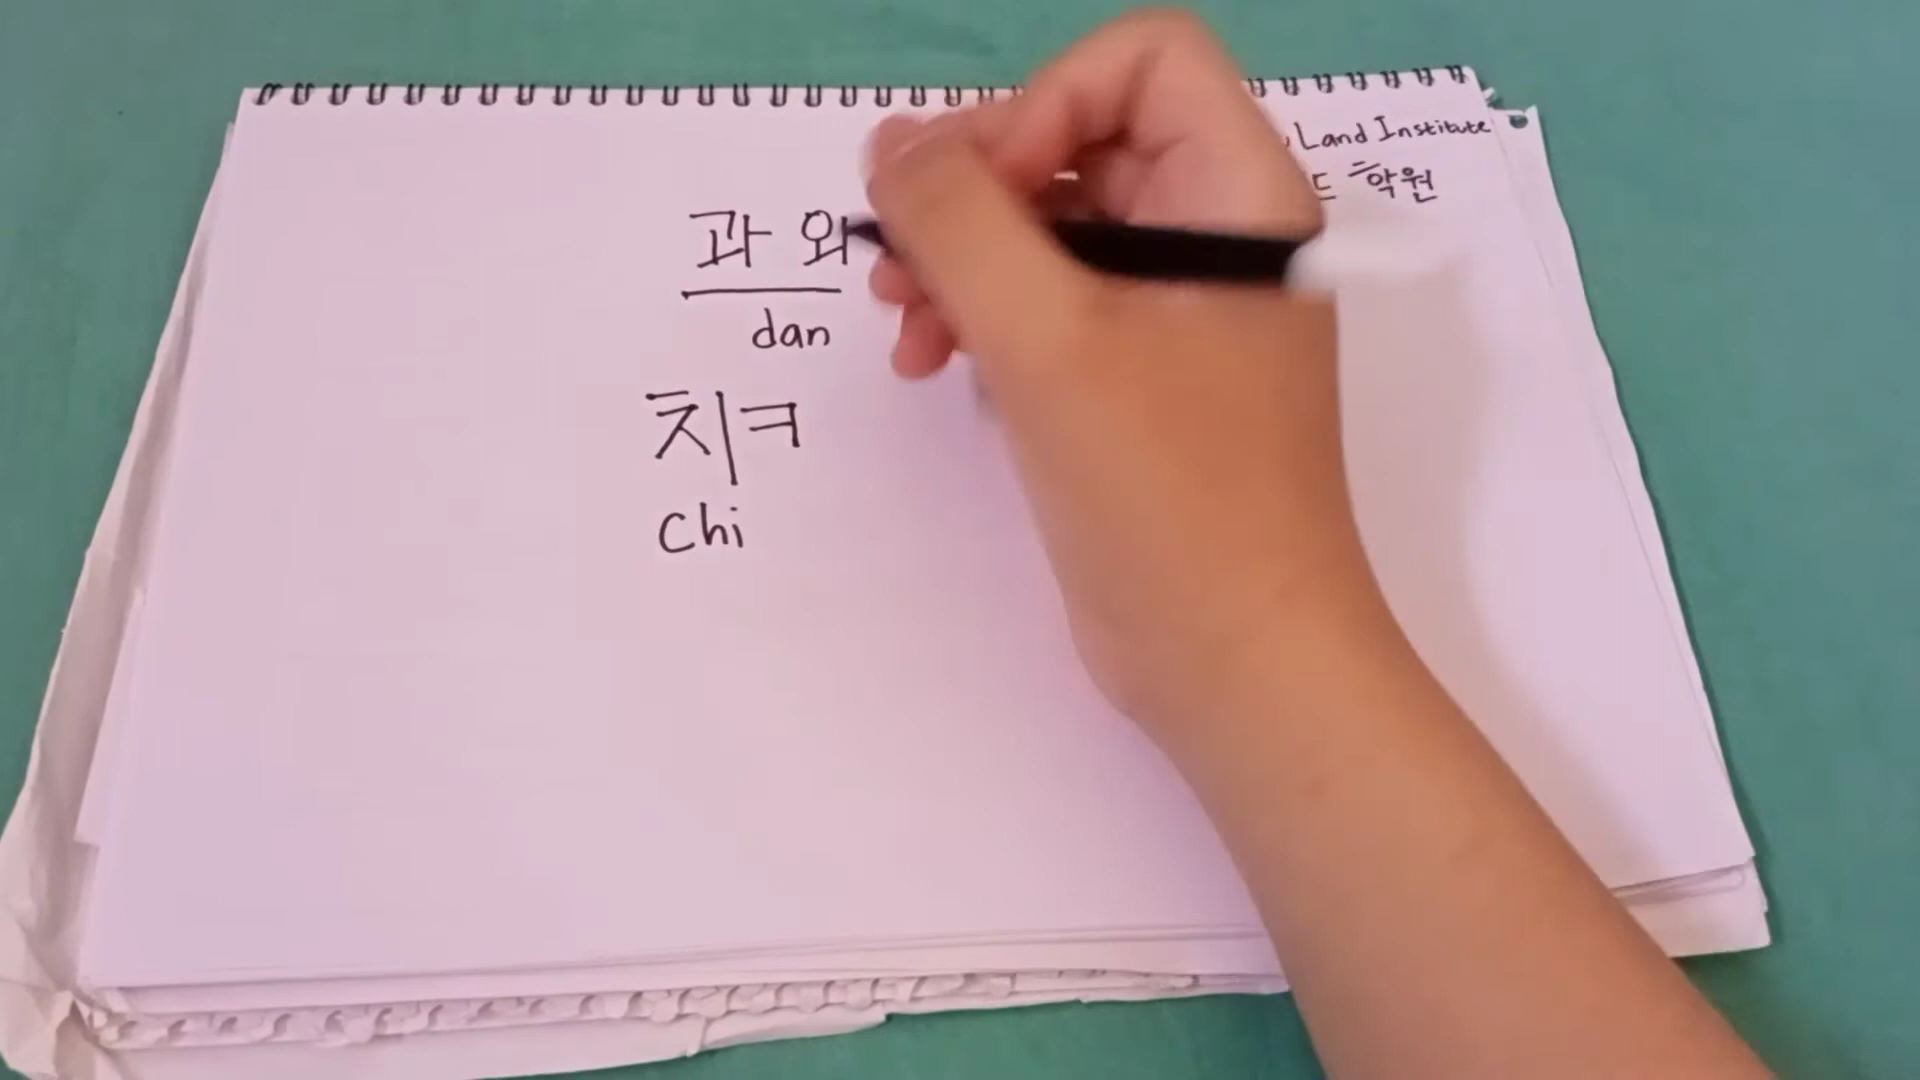 Land Institute
드 학원
과 와
dan
치ㅋ
Chi